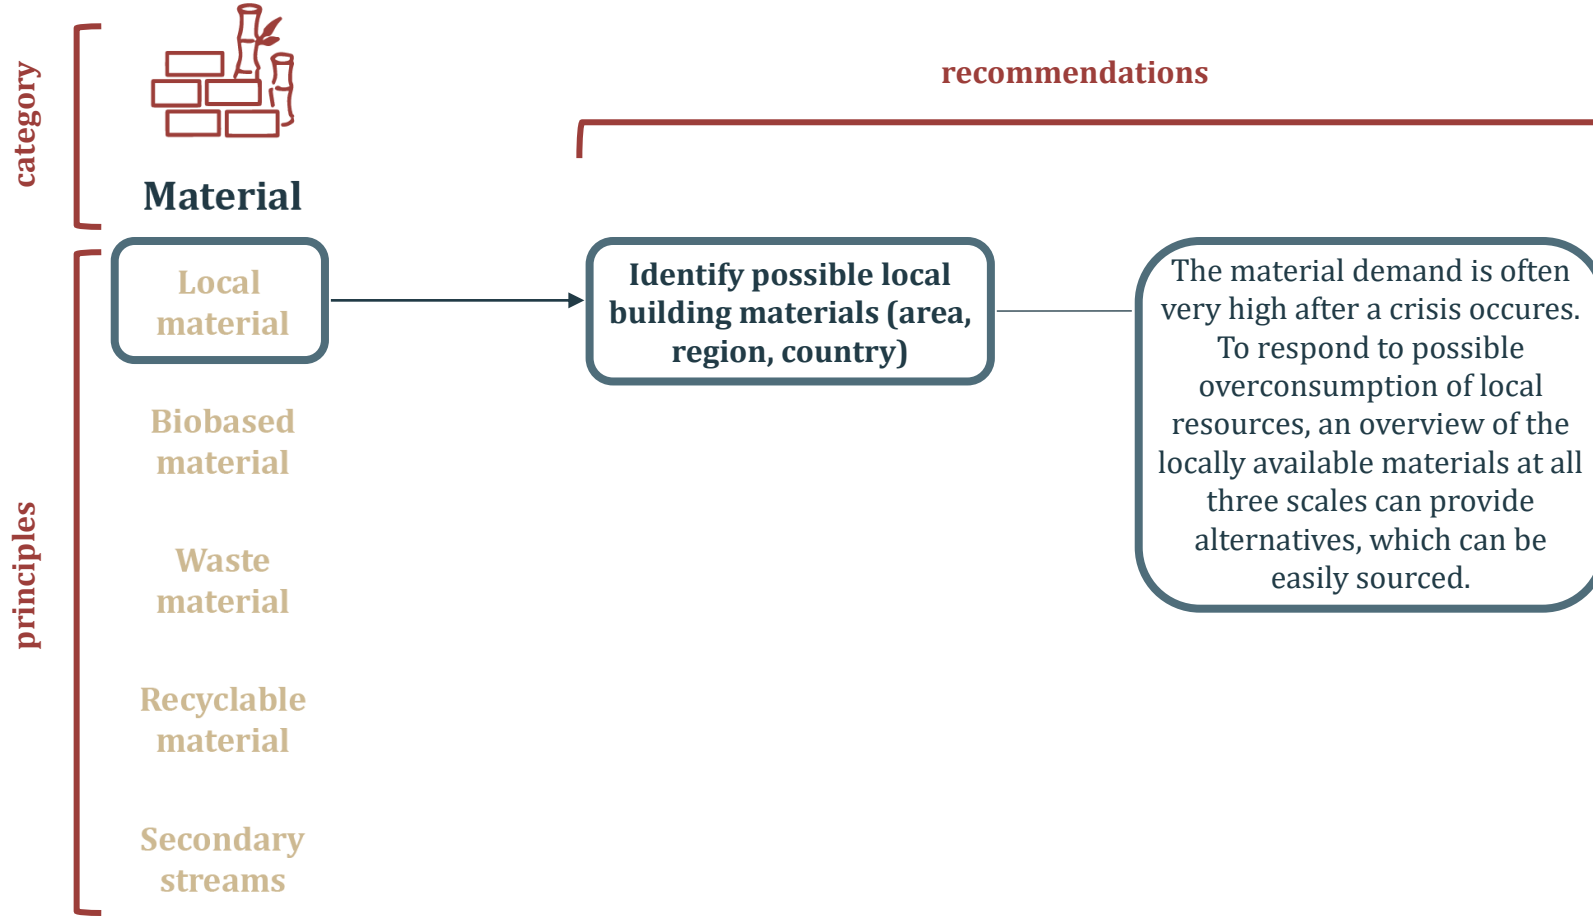 category
Material
recommendations
principles
Local
material
Biobased
material
Waste
material
Recyclable
material
Secondary
streams
Identify possible local
building materials (area,
region, country)
The material demand is often
very high after a crisis occures.
To respond to possible
overconsumption of local
resources, an overview of the
locally available materials at all
three scales can provide
alternatives, which can be
easily sourced.